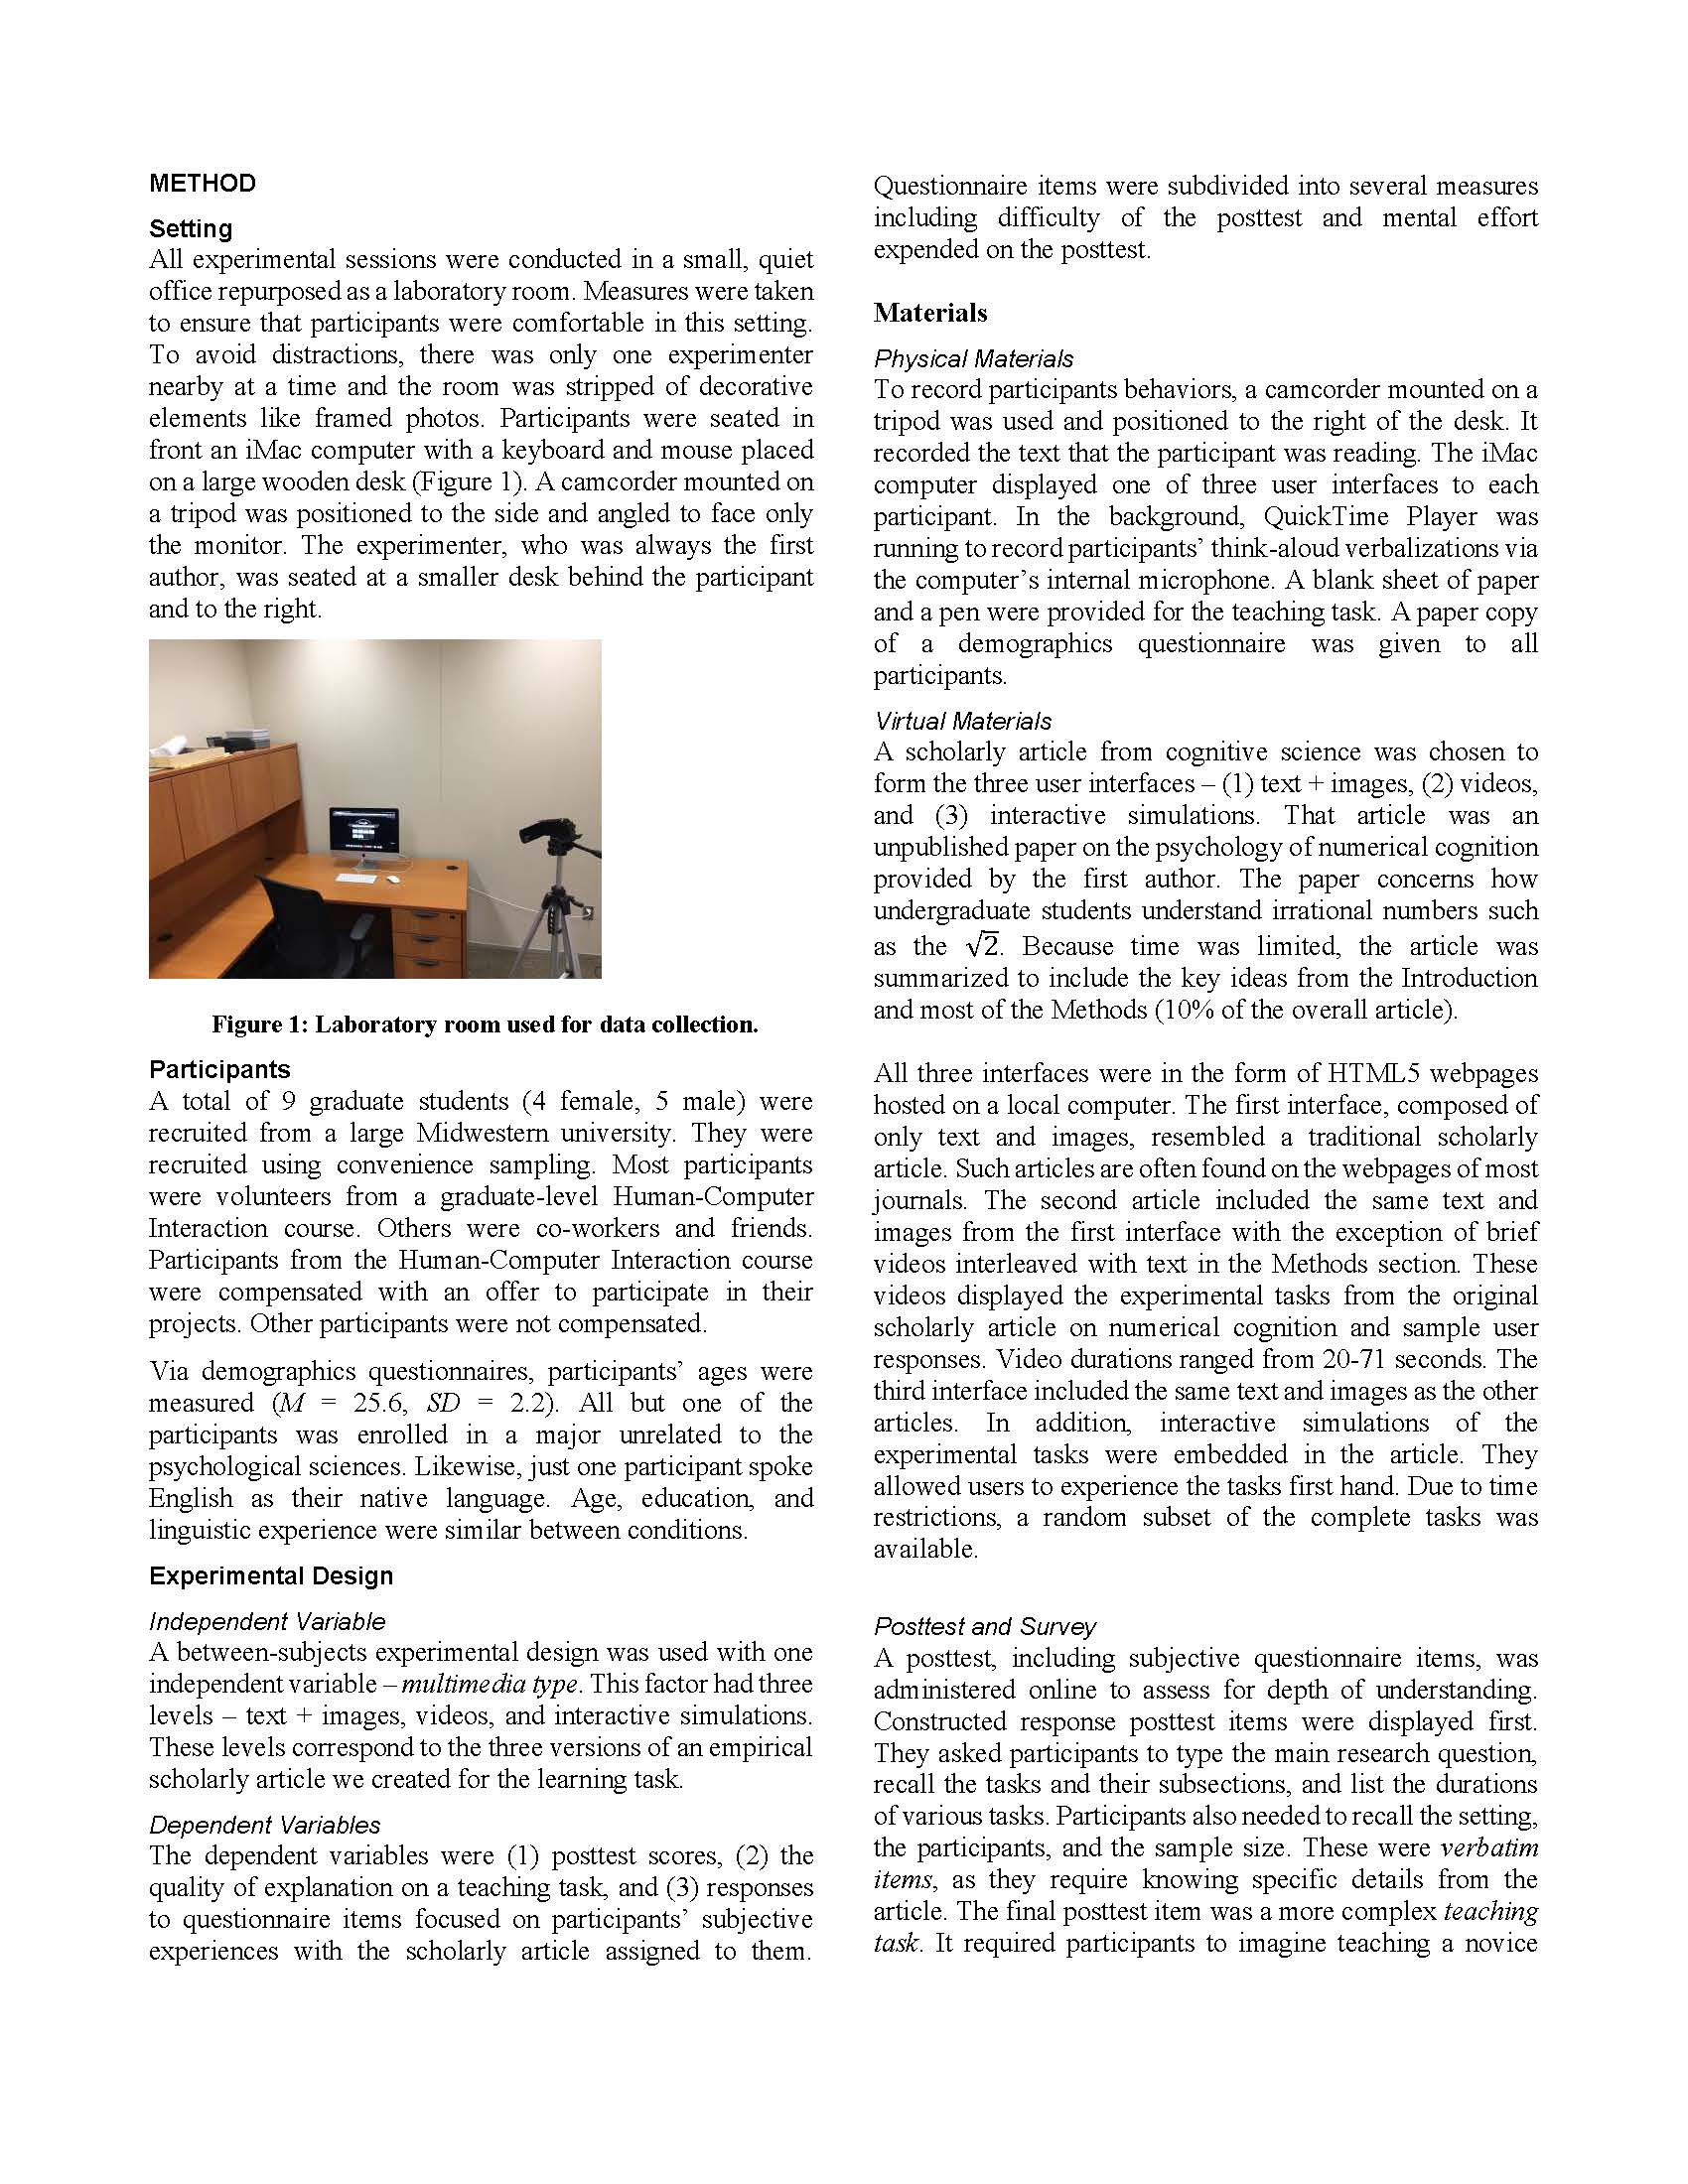 METHOD
Setting
All experimental sessions were conducted in a small, quiet
office repurposed as a laboratory room. Measures were taken
to ensure that participants were comfortable in this setting.
To avoid distractions, there was only one experimenter
nearby at a time and the room was stripped of decorative
elements like framed photos. Participants were seated in
front an iMac computer with a keyboard and mouse placed
on a large wooden desk (Figure 1). A camcorder mounted on
a tripod was positioned to the side and angled to face only
the monitor. The experimenter, who was always the first
author, was seated at a smaller desk behind the participant
and to the right.
Figure 1: Laboratory room used for data collection.
Participants
A total of 9 graduate students (4 female, 5 male) were
recruited from a large Midwestern university. They were
recruited using convenience sampling. Most participants
were volunteers from a graduate-level Human-Computer
Interaction course. Others were co-workers and friends.
Participants from the Human-Computer Interaction course
were compensated with an offer to participate in their
projects. Other participants were not compensated.
Via demographics questionnaires, participants' ages were
measured (M = 25.6, SD = 2.2). All but one of the
participants was enrolled in a major unrelated to the
psychological sciences. Likewise, just one participant spoke
English as their native language. Age, education, and
linguistic experience were similar between conditions.
Experimental Design
Independent Variable
A between-subjects experimental design was used with one
independent variable – multimedia type. This factor had three
levels – text + images, videos, and interactive simulations.
These levels correspond to the three versions of an empirical
scholarly article we created for the learning task.
Dependent Variables
The dependent variables were (1) posttest scores, (2) the
quality of explanation on a teaching task, and (3) responses
to questionnaire items focused on participants' subjective
experiences with the scholarly article assigned to them.
Questionnaire items were subdivided into several measures
including difficulty of the posttest and mental effort
expended on the posttest.
Materials
Physical Materials
To record participants behaviors, a camcorder mounted on a
tripod was used and positioned to the right of the desk. It
recorded the text that the participant was reading. The iMac
computer displayed one of three user interfaces to each
participant. In the background, QuickTime Player was
running to record participants' think-aloud verbalizations via
the computer's internal microphone. A blank sheet of paper
and a pen were provided for the teaching task. A paper copy
of a demographics questionnaire was given to all
participants.
Virtual Materials
A scholarly article from cognitive science was chosen to
form the three user interfaces – (1) text + images, (2) videos,
and (3) interactive simulations. That article was an
unpublished paper on the psychology of numerical cognition
provided by the first author. The paper concerns how
undergraduate students understand irrational numbers such
as the √2. Because time was limited, the article was
summarized to include the key ideas from the Introduction
and most of the Methods (10% of the overall article).
All three interfaces were in the form of HTML5 webpages
hosted on a local computer. The first interface, composed of
only text and images, resembled a traditional scholarly
article. Such articles are often found on the webpages of most
journals. The second article included the same text and
images from the first interface with the exception of brief
videos interleaved with text in the Methods section. These
videos displayed the experimental tasks from the original
scholarly article on numerical cognition and sample user
responses. Video durations ranged from 20-71 seconds. The
third interface included the same text and images as the other
articles. In addition, interactive simulations of the
experimental tasks were embedded in the article. They
allowed users to experience the tasks first hand. Due to time
restrictions, a random subset of the complete tasks was
available.
Posttest and Survey
A posttest, including subjective questionnaire items, was
administered online to assess for depth of understanding.
Constructed response posttest items were displayed first.
They asked participants to type the main research question,
recall the tasks and their subsections, and list the durations
of various tasks. Participants also needed to recall the setting,
the participants, and the sample size. These were verbatim
items, as they require knowing specific details from the
article. The final posttest item was a more complex teaching
task. It required participants to imagine teaching a novice